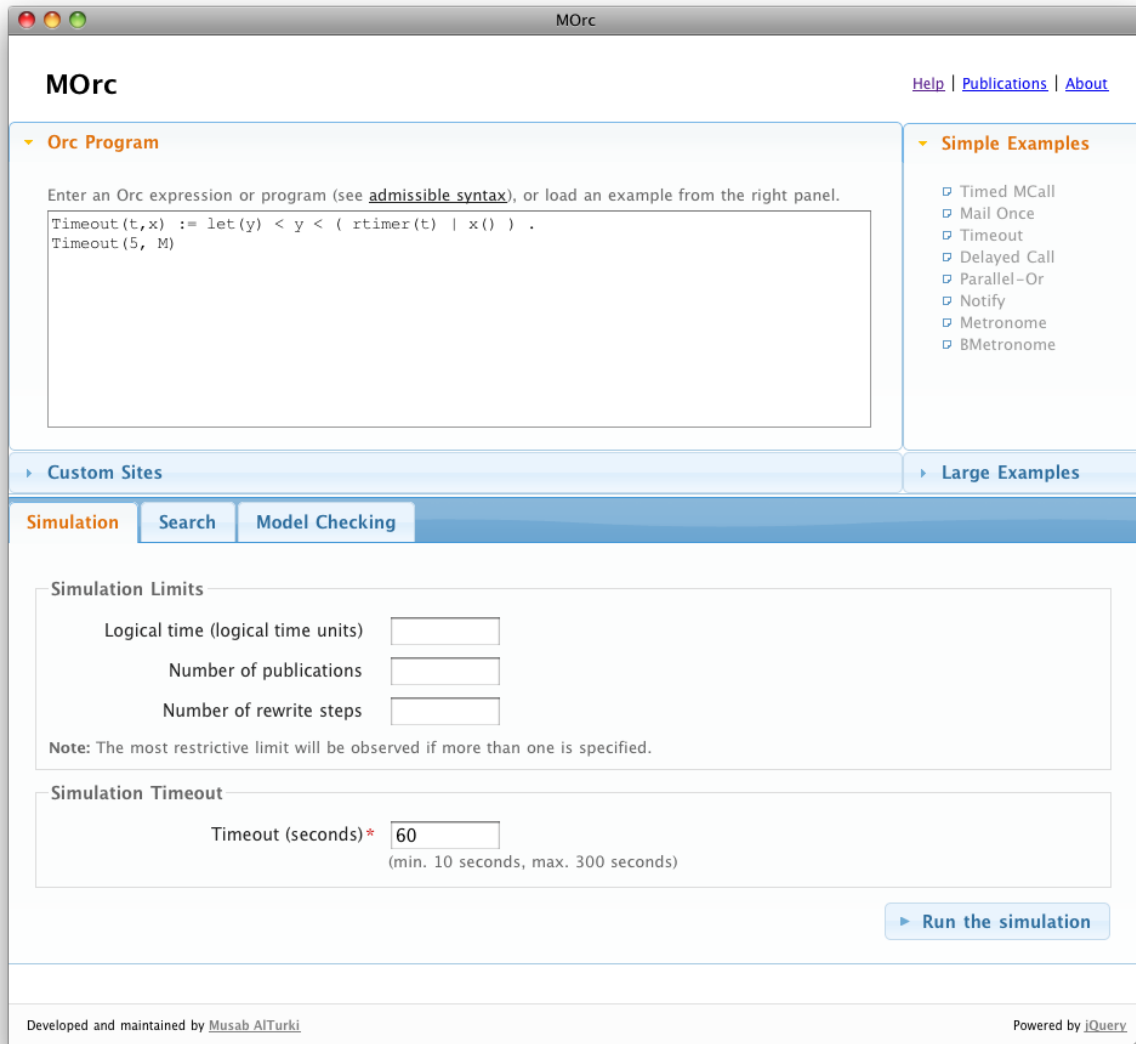 MOrc
MOrc
Help | Publications | About
Orc Program
Enter an Orc expression or program (see admissible syntax), or load an example from the right panel.
Timeout(t,x) := let(y) < y < ( rtimer(t) | x() ) .
Timeout(5, M)
Simple Examples
Timed MCall
Mail Once
Timeout
Delayed Call
Parallel-Or
Notify
Metronome
BMetronome
Custom Sites
Large Examples
Simulation
Search
Model Checking
Simulation Limits
Logical time (logical time units)
Number of publications
Number of rewrite steps
Note: The most restrictive limit will be observed if more than one is specified.
Simulation Timeout
Timeout (seconds)* 60
(min. 10 seconds, max. 300 seconds)
Run the simulation
Developed and maintained by Musab AlTurki
Powered by jQuery